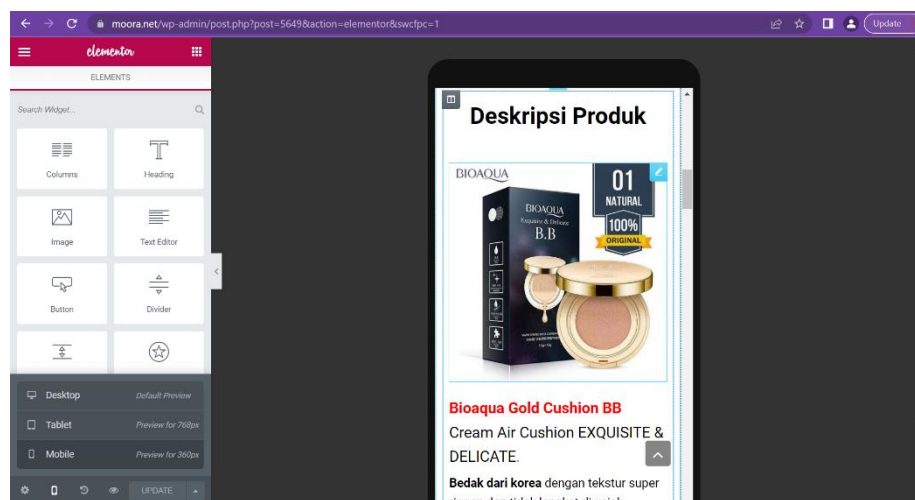 moora.net/wp-admin/post.php?post=5649&action=elementor&swcfpc=1
Update
elementor
ELEMENTS
Search Widget...
Columns
Heading
Image
Text Editor
Button
Divider
Desktop
Default Preview
Tablet
Preview for 768px
Mobile
Preview for 360px
UPDATE
Deskripsi Produk
BIOAQUA
01
NATURAL
100%
ORIGINAL
BIOAQUA
Exquisite & Delicate
B.B
Bioaqua Gold Cushion BB
Cream Air Cushion EXQUISITE &
DELICATE.
Bedak dari korea dengan tekstur super